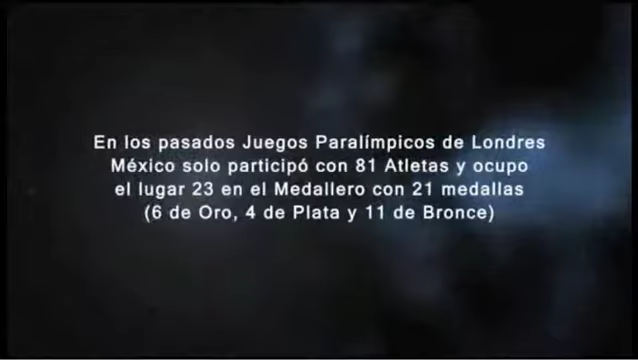 En los pasados Juegos Paralímpicos de Londres
México solo participó con 81 Atletas y ocupo
el lugar 23 en el Medallero con 21 medallas
(6 de Oro, 4 de Plata y 11 de Bronce)